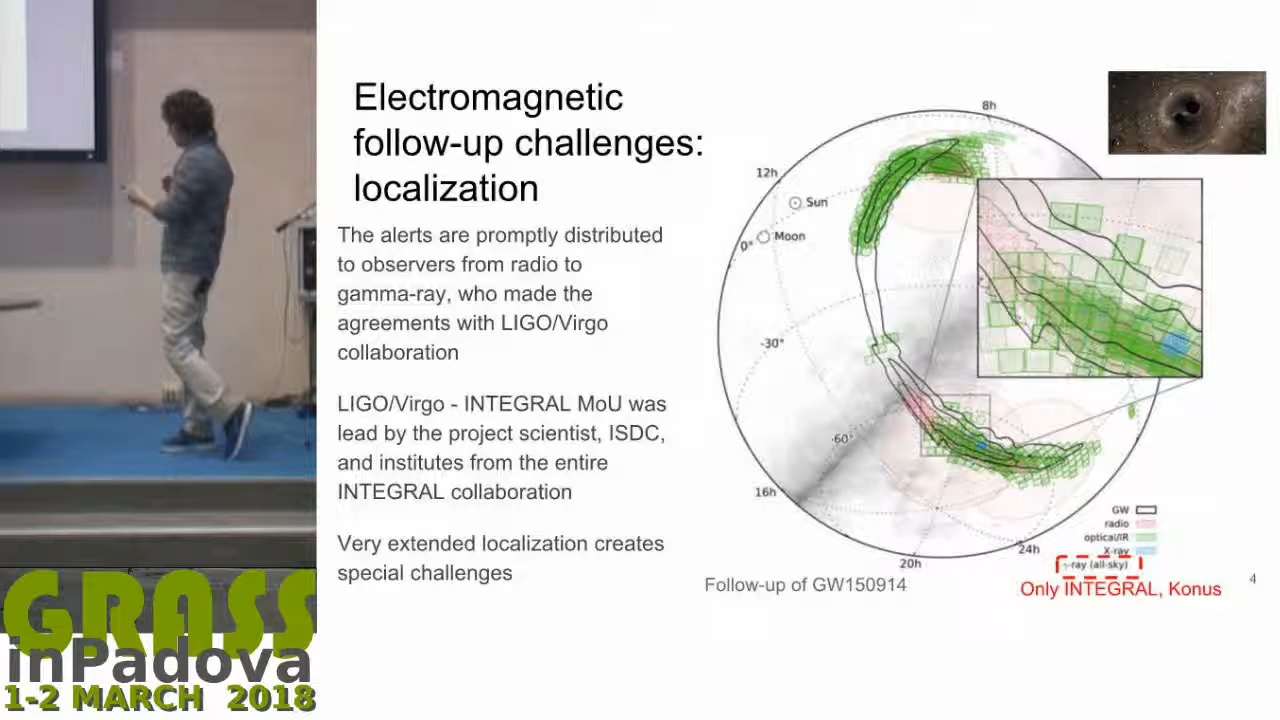 Electromagnetic
follow-up challenges:
localization
The alerts are promptly distributed
to observers from radio to
gamma-ray, who made the
agreements with LIGO/Virgo
collaboration
LIGO/Virgo - INTEGRAL MoU was
lead by the project scientist, ISDC,
and institutes from the entire
INTEGRAL collaboration
Very extended localization creates
special challenges
8h
12h
Sun
Moon
0°
-30°
-60°
16h
20h
24h
GW
radio
optical/IR
X-ray
γ-ray (all-sky)
Follow-up of GW150914
Only INTEGRAL, Konus
4
GRASS
inPadova
1-2 MARCH 2018